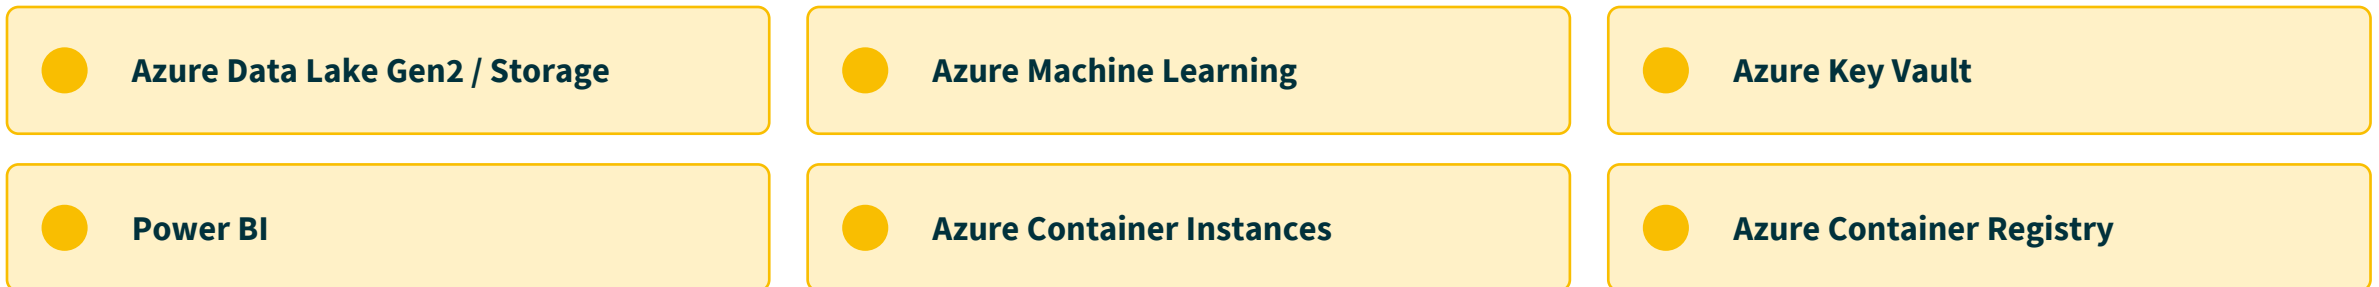 Azure Data Lake Gen2 / Storage
Azure Machine Learning
Azure Key Vault
Power BI
Azure Container Instances
Azure Container Registry